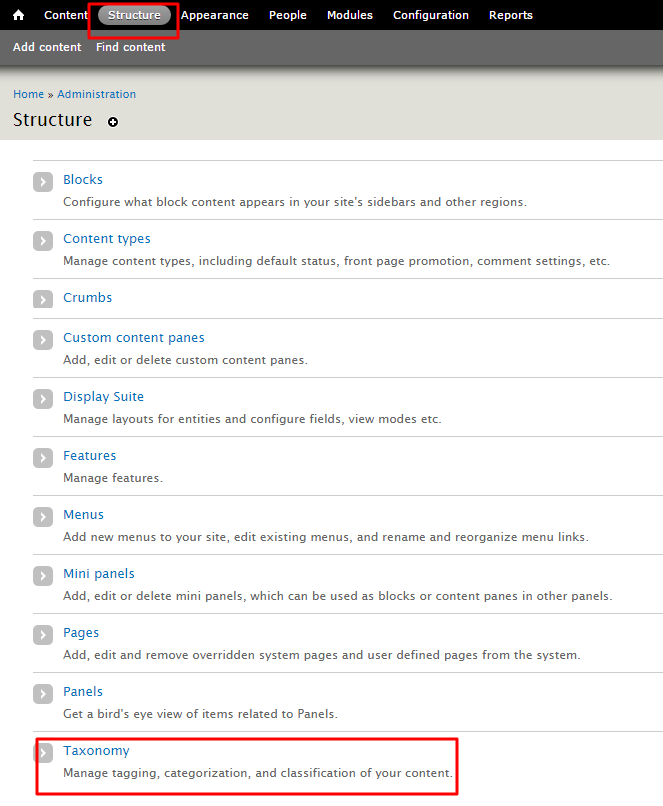 Content Structure Appearance People Modules Configuration Reports
Add content Find content
Home » Administration
Structure
Blocks
Configure what block content appears in your site's sidebars and other regions.
Content types
Manage content types, including default status, front page promotion, comment settings, etc.
Crumbs
Custom content panes
Add, edit or delete custom content panes.
Display Suite
Manage layouts for entities and configure fields, view modes etc.
Features
Manage features.
Menus
Add new menus to your site, edit existing menus, and rename and reorganize menu links.
Mini panels
Add, edit or delete mini panels, which can be used as blocks or content panes in other panels.
Pages
Add, edit and remove overridden system pages and user defined pages from the system.
Panels
Get a bird's eye view of items related to Panels.
Taxonomy
Manage tagging, categorization, and classification of your content.